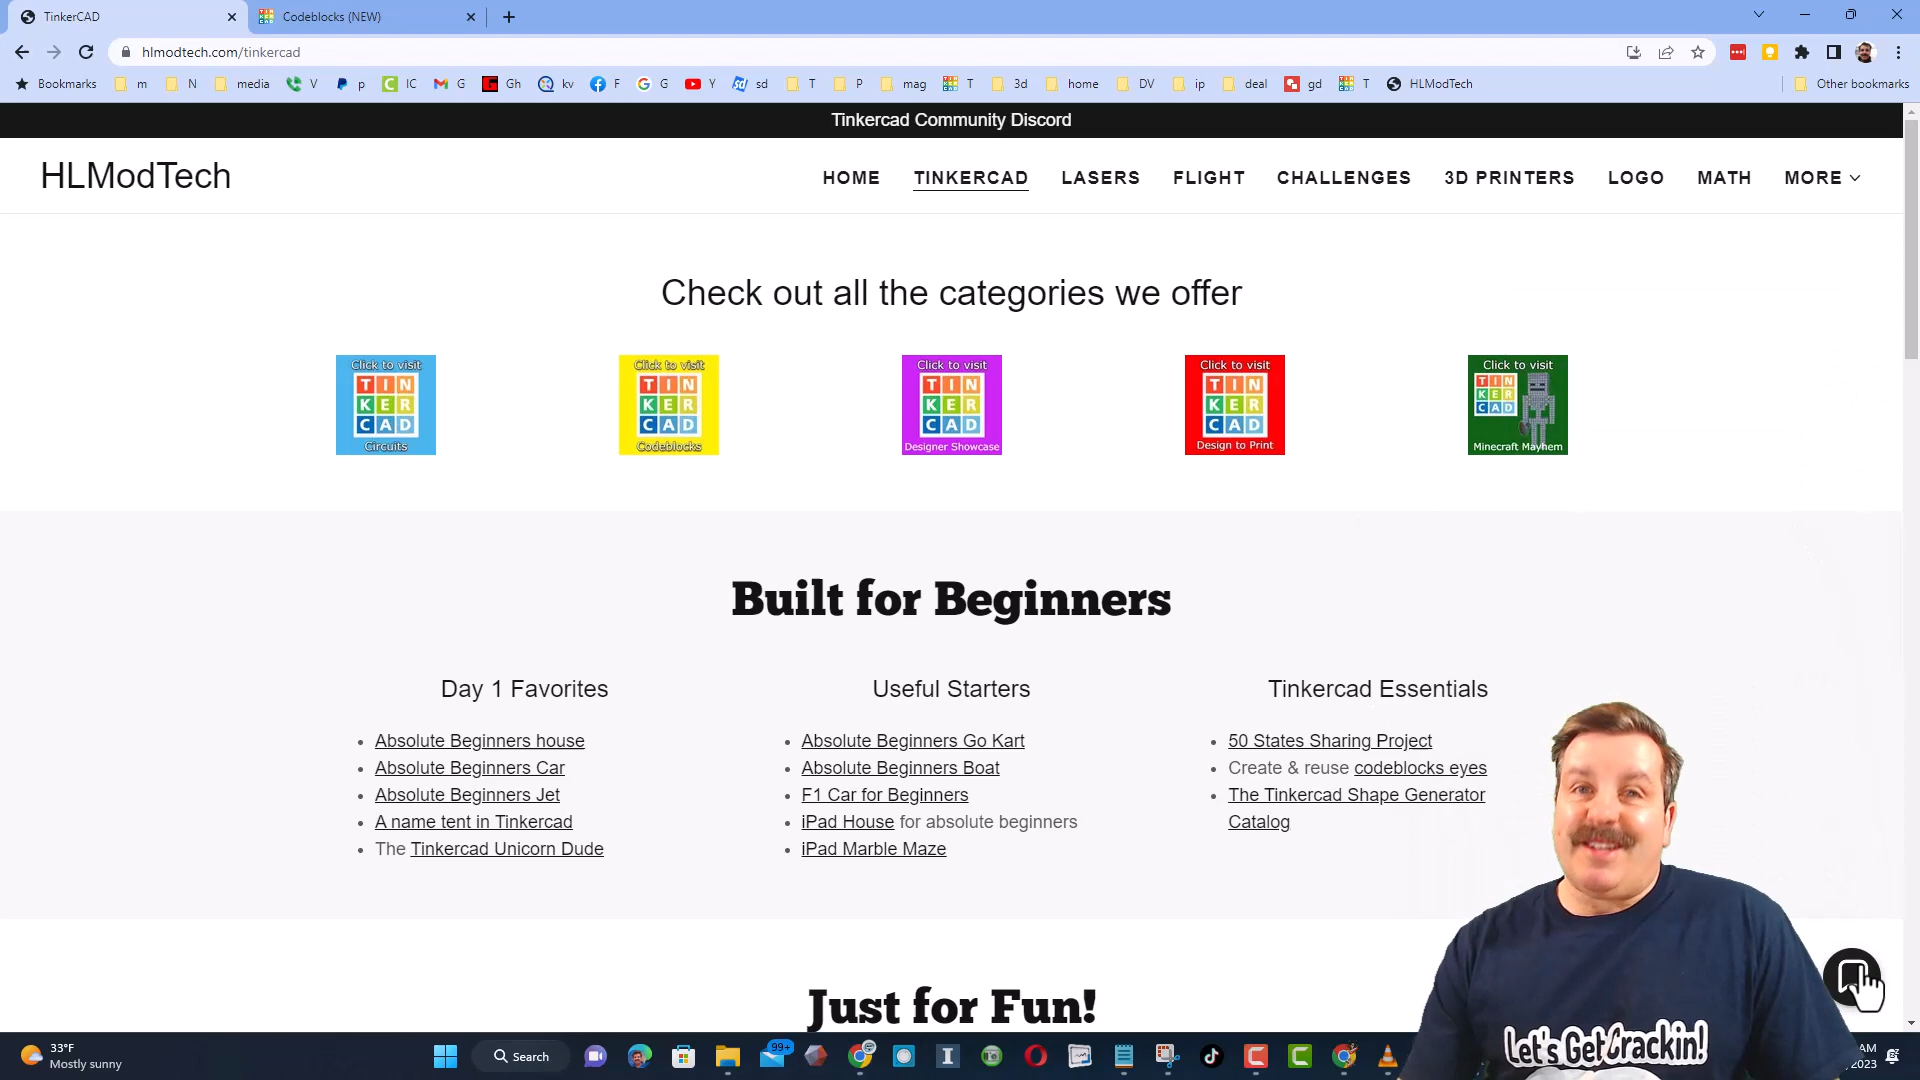 TinkerCAD
Codeblocks (NEW)
hlmodtech.com/tinkercad
Bookmarks m N media V p IC G Gh kv F G Y sd T P mag T 3d home DV ip deal gd T HLModTech Other bookmarks
Tinkercad Community Discord
HLModTech
HOME TINKERCAD LASERS FLIGHT CHALLENGES 3D PRINTERS LOGO MATH MORE
Check out all the categories we offer
Click to visit
TIN
KER
CAD
Circuits
Click to visit
TIN
KER
CAD
Codeblocks
Click to visit
TIN
KER
CAD
Designer Showcase
Click to visit
TIN
KER
CAD
Design to Print
Click to visit
TIN
KER
CAD
Minecraft Mayhem
Built for Beginners
Day 1 Favorites
Absolute Beginners house
Absolute Beginners Car
Absolute Beginners Jet
A name tent in Tinkercad
The Tinkercad Unicorn Dude
Useful Starters
Absolute Beginners Go Kart
Absolute Beginners Boat
F1 Car for Beginners
iPad House for absolute beginners
iPad Marble Maze
Tinkercad Essentials
50 States Sharing Project
Create & reuse codeblocks eyes
The Tinkercad Shape Generator
Catalog
Just for Fun!
Let's Get Crackin!
33°F
Mostly sunny
Search
99+
AM
2023